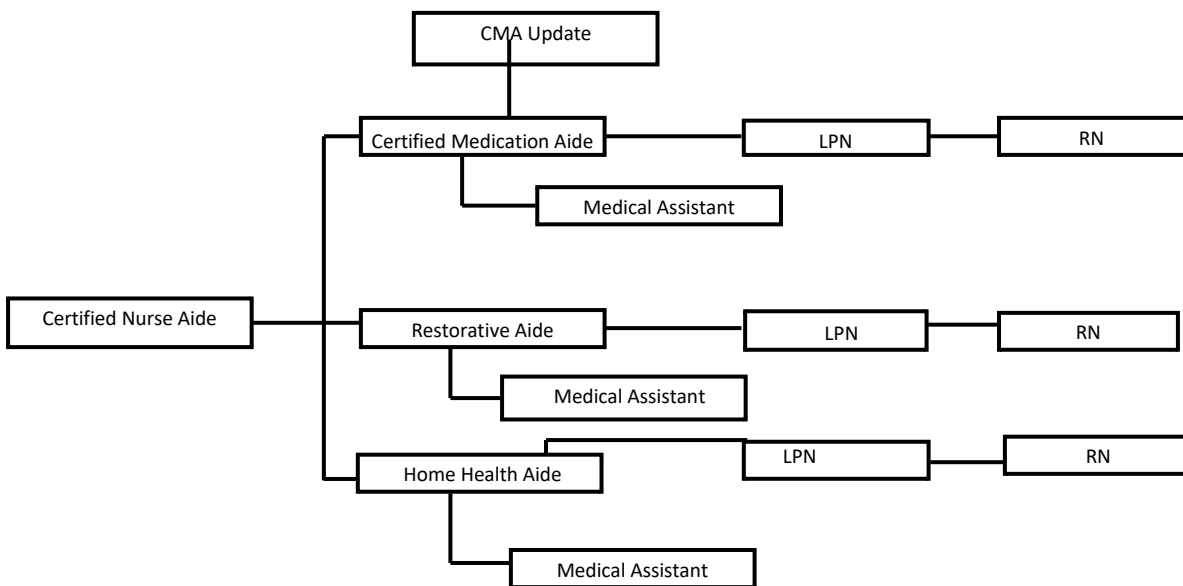 CMA Update
Certified Medication Aide
LPN
RN
Medical Assistant
Certified Nurse Aide
Restorative Aide
LPN
RN
Medical Assistant
Home Health Aide
LPN
RN
Medical Assistant